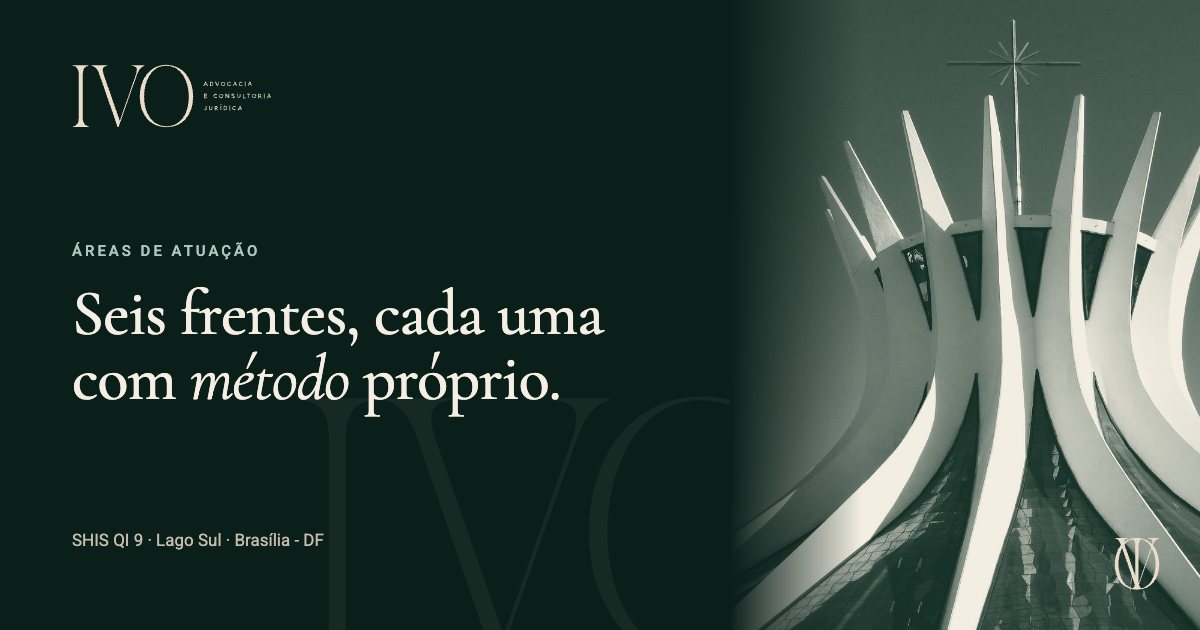 IVO
ADVOCACIA
E CONSULTORIA
JURÍDICA
ÁREAS DE ATUAÇÃO
Seis frentes, cada uma
com método próprio.
SHIS QI 9 · Lago Sul · Brasília - DF
IVO